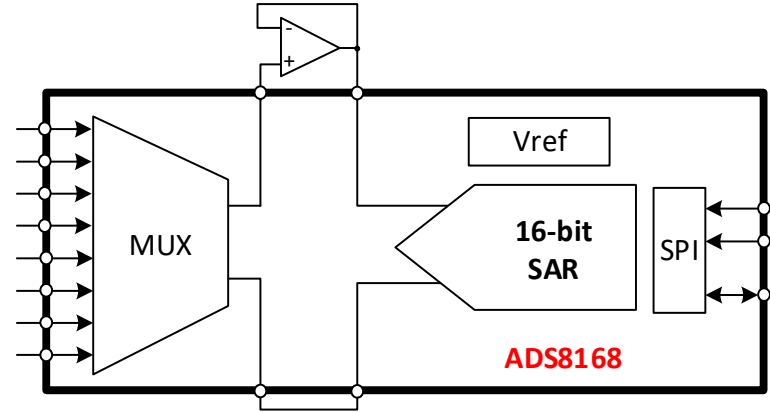 -
+
Vref
MUX
16-bit
SAR
SPI
ADS8168